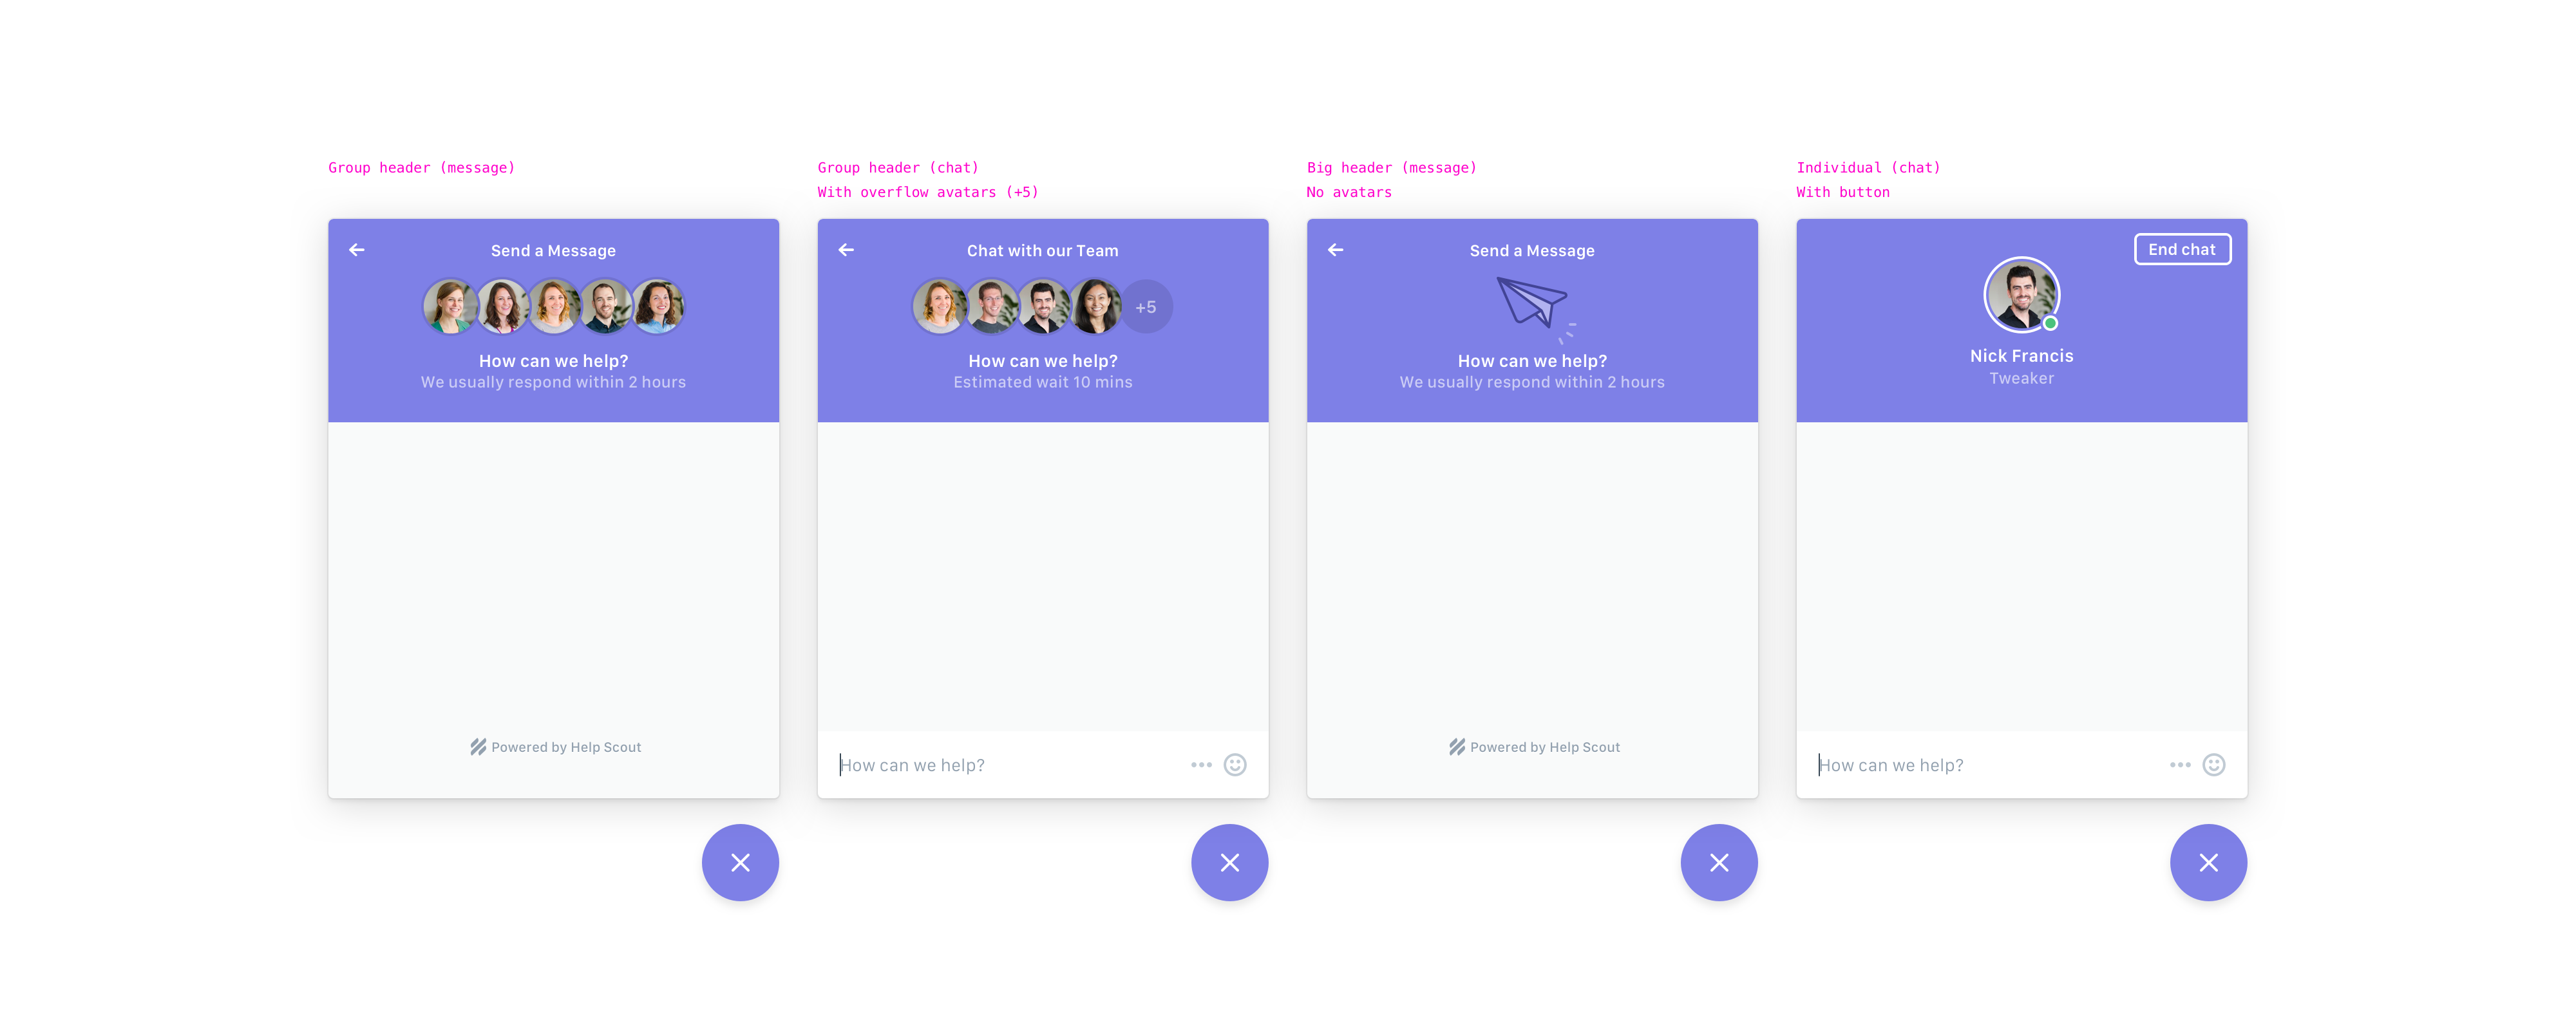 Group header (message)
Send a Message
How can we help?
We usually respond within 2 hours
Powered by Help Scout
Group header (chat)
With overflow avatars (+5)
Chat with our Team
+5
How can we help?
Estimated wait 10 mins
How can we help?
Big header (message)
No avatars
Send a Message
How can we help?
We usually respond within 2 hours
Powered by Help Scout
Individual (chat)
With button
End chat
Nick Francis
Tweaker
How can we help?